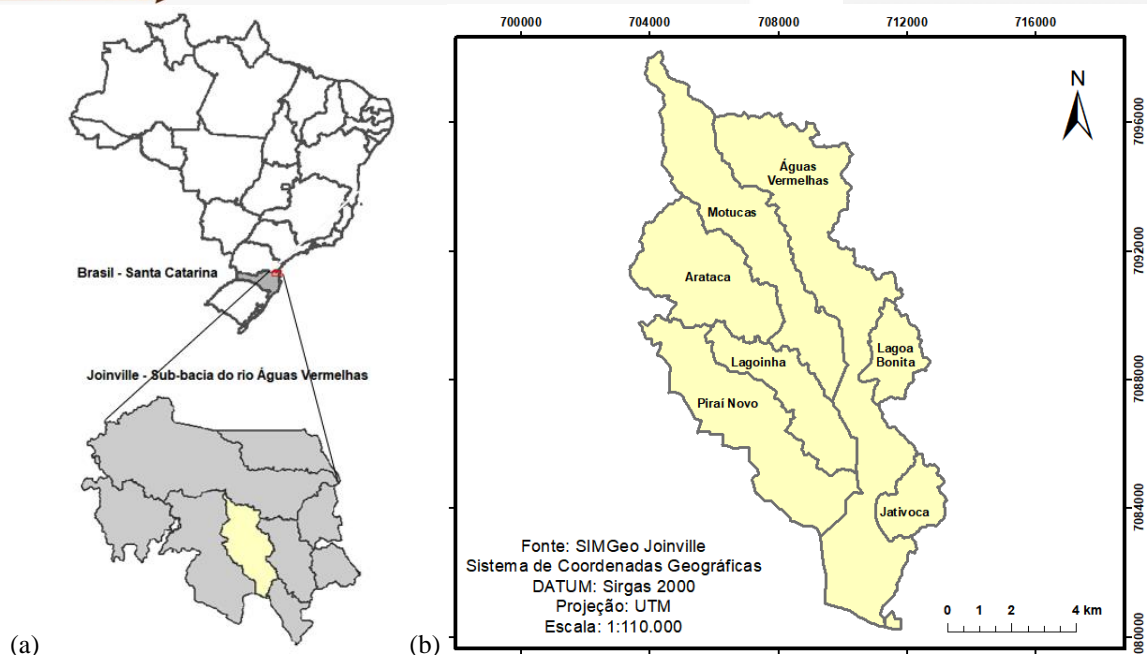 (a)
Brasil - Santa Catarina
Joinville - Sub-bacia do rio Águas Vermelhas
(b)
700000 704000 708000 712000 716000
N
7096000
7092000
7088000
7084000
7080000
Águas
Vermelhas
Motucas
Arataca
Lagoinha
Lagoa
Bonita
Piraí Novo
Jativoca
Fonte: SIMGeo Joinville
Sistema de Coordenadas Geográficas
DATUM: Sirgas 2000
Projeção: UTM
Escala: 1:110.000
0 1 2 4 km